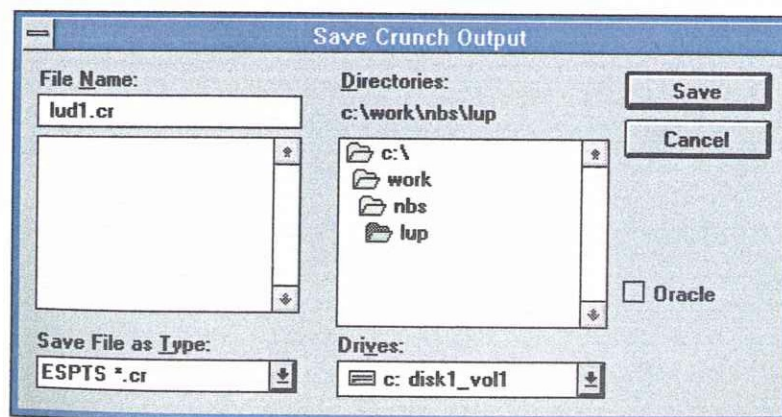 Save Crunch Output
File Name:
lud1.cr
Directories:
c:\work\nbs\lup
c:\
work
nbs
lup
Save
Cancel
Oracle
Save File as Type:
ESPTS *.cr
Drives:
c: disk1_vol1